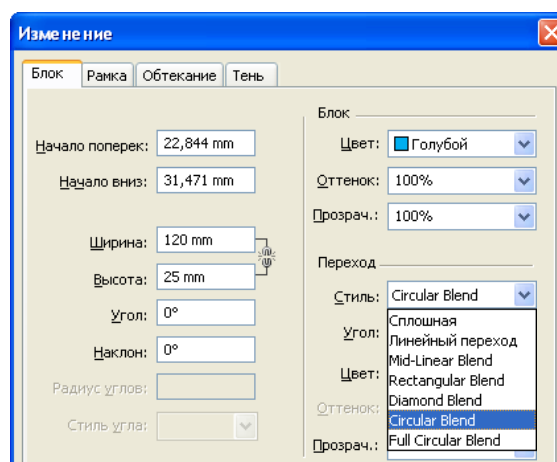 Изменение
Блок Рамка Обтекание Тень
Начало поперек: 22,844 mm
Начало вниз: 31,471 mm
Ширина: 120 mm
Высота: 25 mm
Угол: 0°
Наклон: 0°
Радиус углов:
Стиль угла:
Блок
Цвет: Голубой
Оттенок: 100%
Прозрач.: 100%
Переход
Стиль: Circular Blend
Угол:
Цвет:
Оттенок:
Прозрач.:
Сплошная
Линейный переход
Mid-Linear Blend
Rectangular Blend
Diamond Blend
Circular Blend
Full Circular Blend